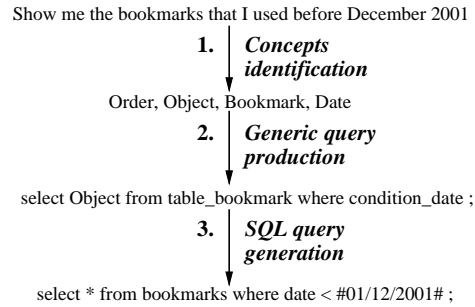 Show me the bookmarks that I used before December 2001
1. Concepts
identification
Order, Object, Bookmark, Date
2. Generic query
production
select Object from table_bookmark where condition_date ;
3. SQL query
generation
select * from bookmarks where date < #01/12/2001# ;